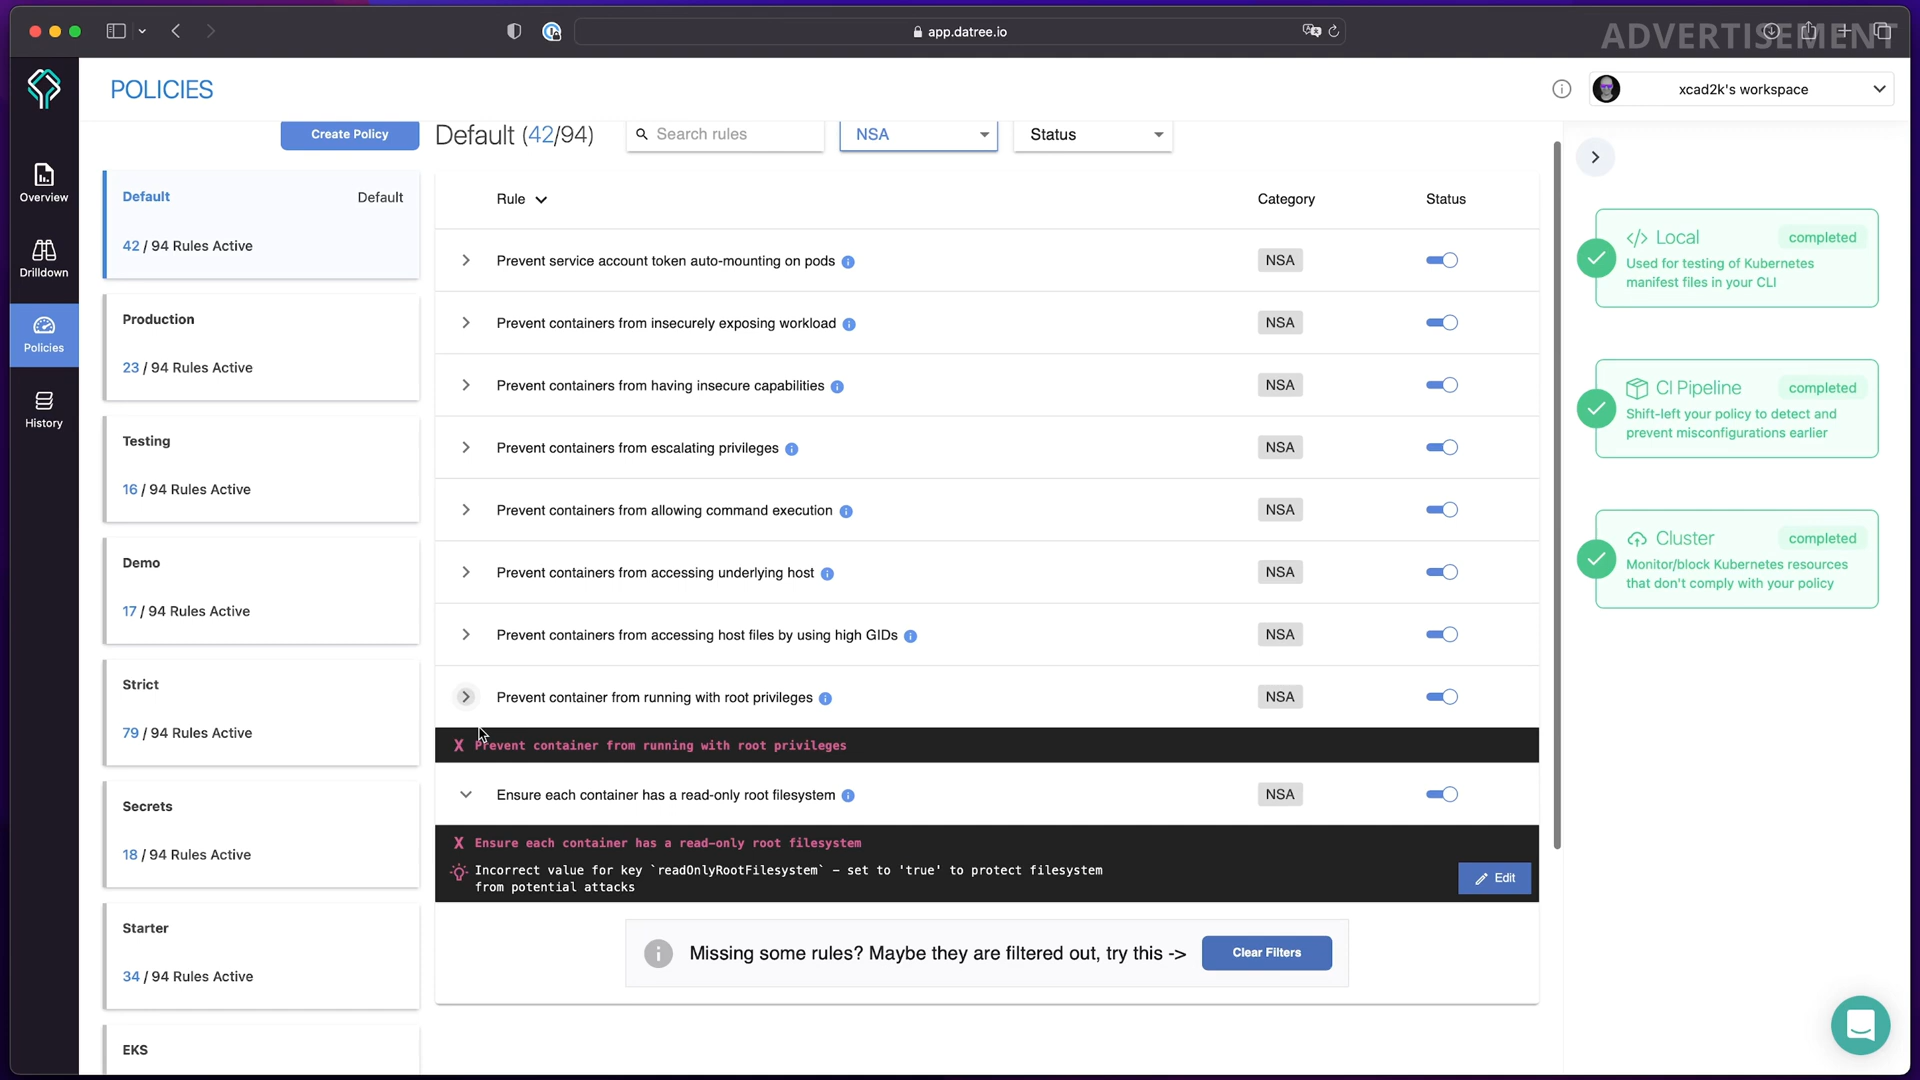 app.datree.io
ADVERTISEMENT
POLICIES
xcad2k's workspace
Overview
Drilldown
Policies
History
Create Policy
Default (42/94)
Search rules
NSA
Status
Default
Default
42 / 94 Rules Active
Production
23 / 94 Rules Active
Testing
16 / 94 Rules Active
Demo
17 / 94 Rules Active
Strict
79 / 94 Rules Active
Secrets
18 / 94 Rules Active
Starter
34 / 94 Rules Active
EKS
Rule
Category
Status
Prevent service account token auto-mounting on pods
NSA
Prevent containers from insecurely exposing workload
NSA
Prevent containers from having insecure capabilities
NSA
Prevent containers from escalating privileges
NSA
Prevent containers from allowing command execution
NSA
Prevent containers from accessing underlying host
NSA
Prevent containers from accessing host files by using high GIDs
NSA
Prevent container from running with root privileges
NSA
X Prevent container from running with root privileges
Ensure each container has a read-only root filesystem
NSA
X Ensure each container has a read-only root filesystem
Incorrect value for key `readOnlyRootFilesystem` – set to 'true' to protect filesystem
from potential attacks
Edit
Missing some rules? Maybe they are filtered out, try this ->
Clear Filters
</> Local
completed
Used for testing of Kubernetes
manifest files in your CLI
CI Pipeline
completed
Shift-left your policy to detect and
prevent misconfigurations earlier
Cluster
completed
Monitor/block Kubernetes resources
that don't comply with your policy